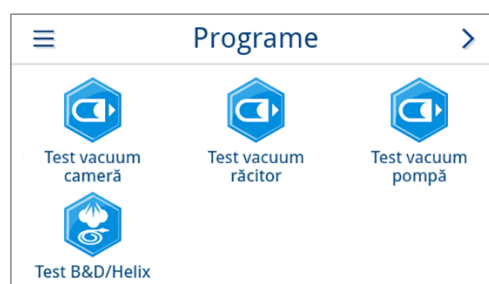 Programe
Test vacuum
cameră
Test vacuum
răcitor
Test vacuum
pompă
Test B&D/Helix